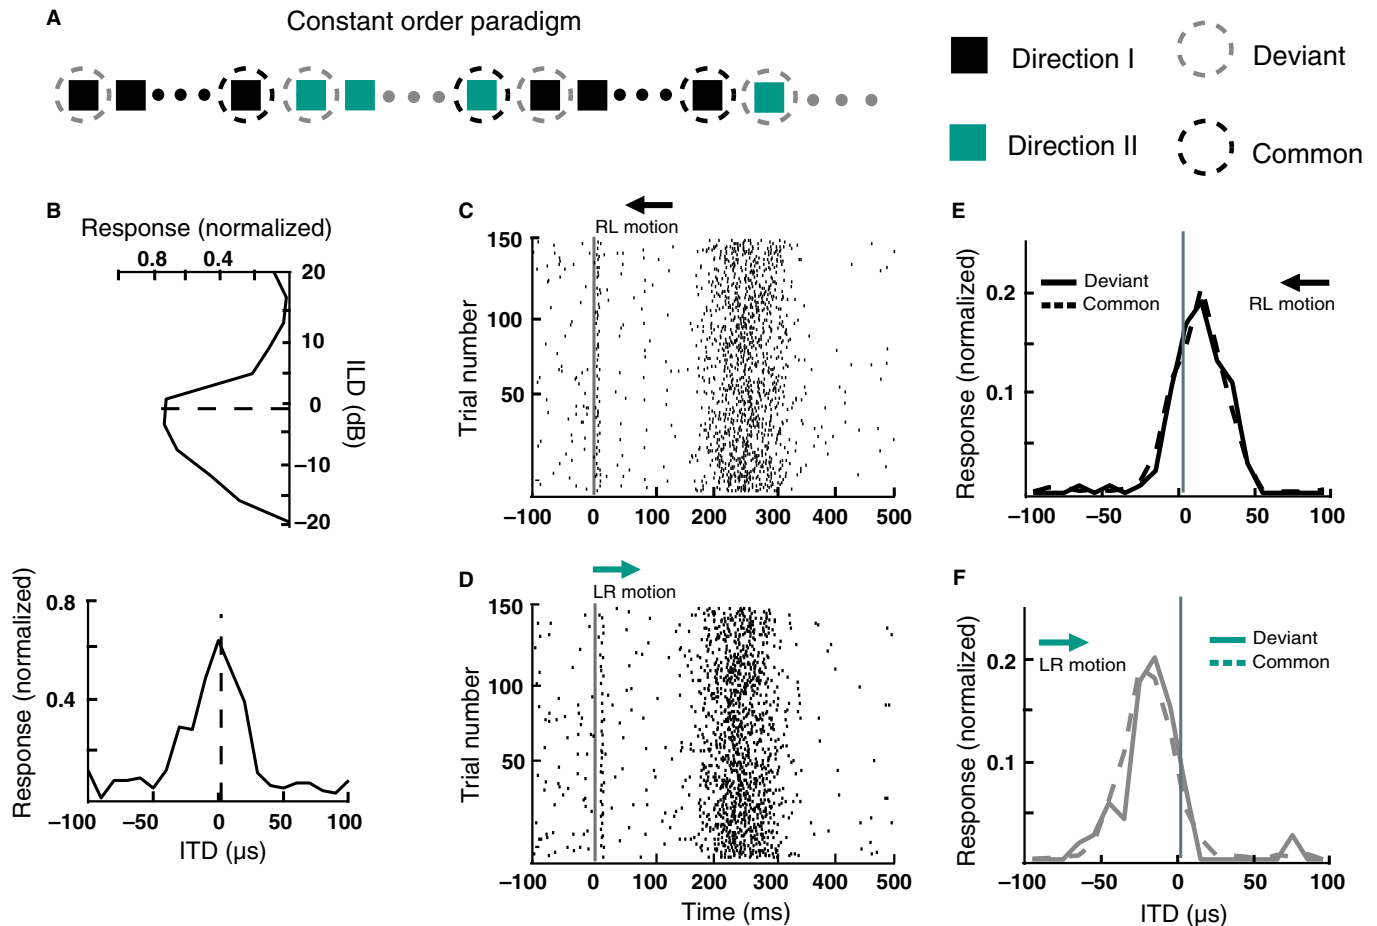 A
Constant order paradigm
Direction I
Deviant
Direction II
Common
B
Response (normalized)
0.8 0.4
20
10
0
−10
−20
ILD (dB)
Response (normalized)
0.8
0.4
−100 −50 0 50 100
ITD (µs)
C
RL motion
Trial number
150
100
50
−100 0 100 200 300 400 500
D
LR motion
Trial number
150
100
50
−100 0 100 200 300 400 500
Time (ms)
E
Response (normalized)
0.2
0.1
Deviant
Common
RL motion
−100 −50 0 50 100
F
Response (normalized)
0.2
0.1
LR motion
Deviant
Common
−100 −50 0 50 100
ITD (µs)